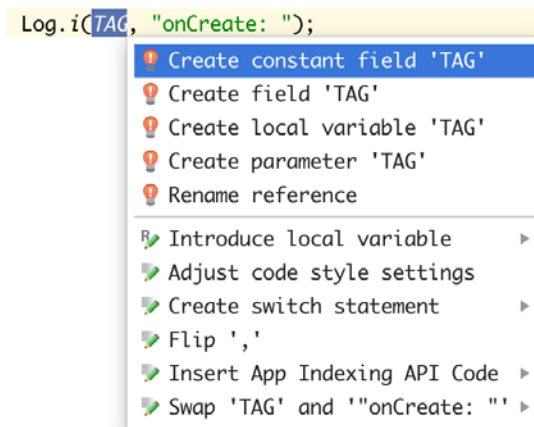 Log.i(TAG, "onCreate: ");
Create constant field 'TAG'
Create field 'TAG'
Create local variable 'TAG'
Create parameter 'TAG'
Rename reference
Introduce local variable
Adjust code style settings
Create switch statement
Flip ','
Insert App Indexing API Code
Swap 'TAG' and '"onCreate: "'